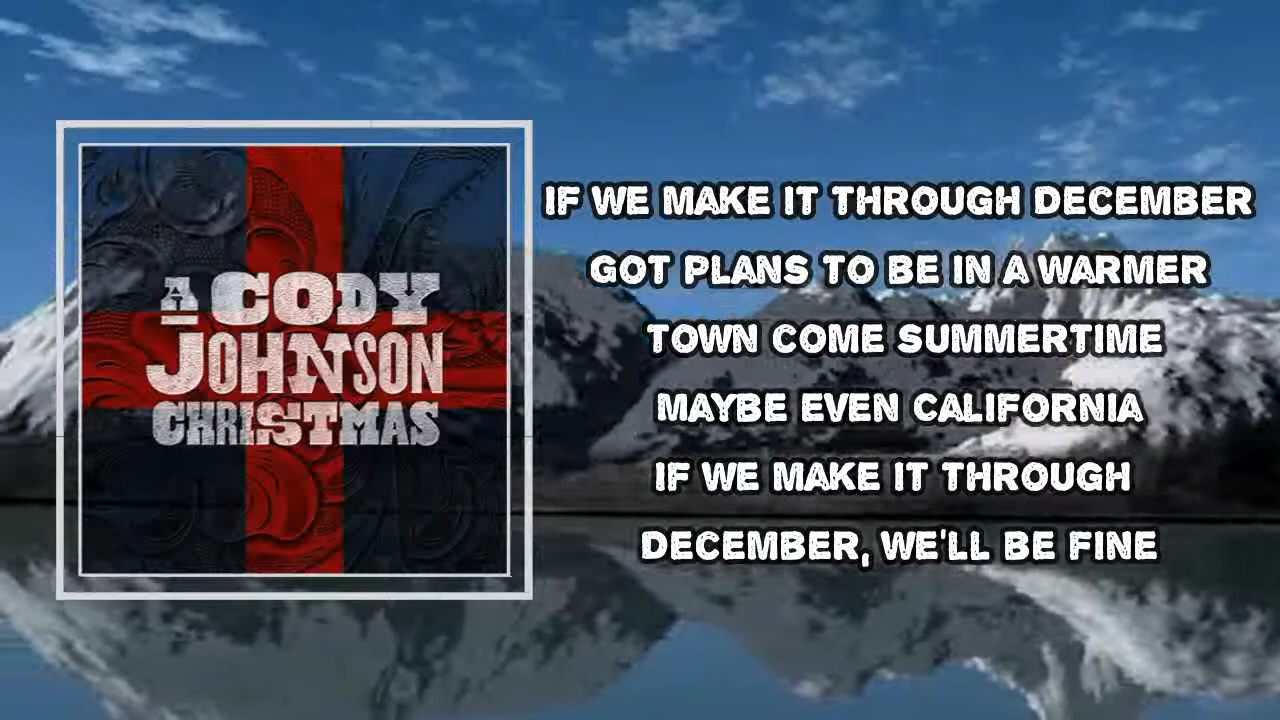 A CODY
JOHNSON
CHRISTMAS
IF WE MAKE IT THROUGH DECEMBER
GOT PLANS TO BE IN A WARMER
TOWN COME SUMMERTIME
MAYBE EVEN CALIFORNIA
IF WE MAKE IT THROUGH
DECEMBER, WE'LL BE FINE